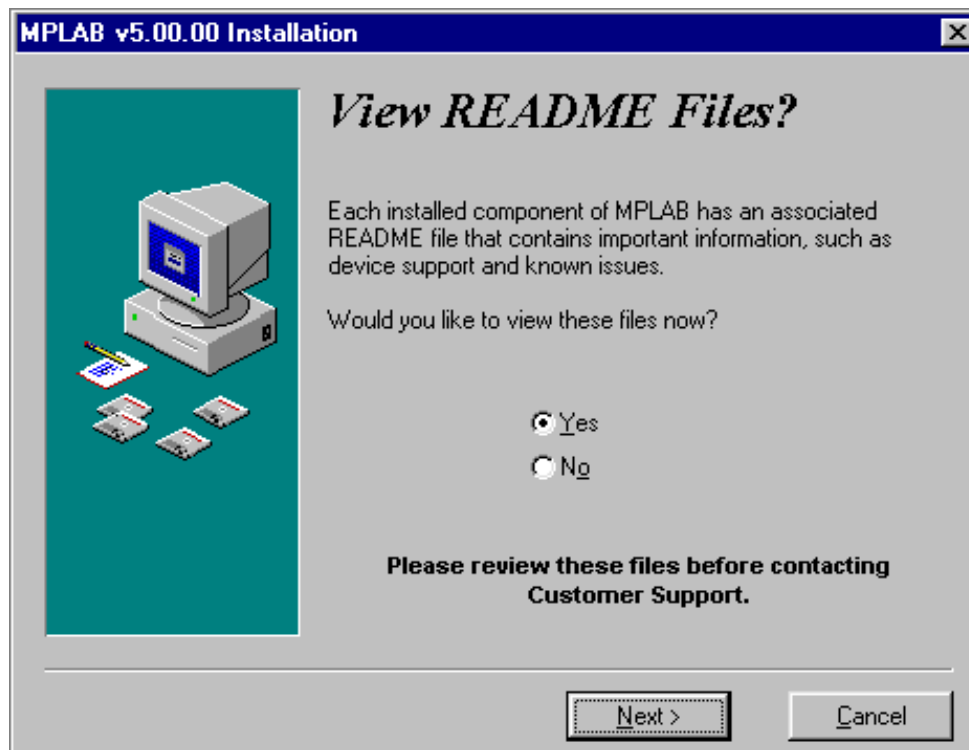 MPLAB v5.00.00 Installation
View README Files?
Each installed component of MPLAB has an associated
README file that contains important information, such as
device support and known issues.
Would you like to view these files now?
Yes
No
Please review these files before contacting
Customer Support.
Next >
Cancel